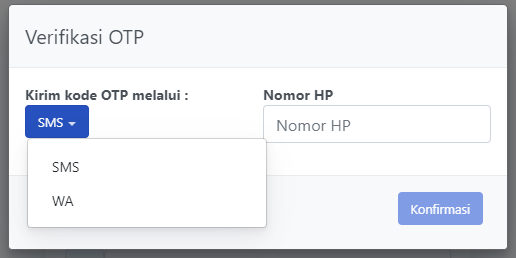 Verifikasi OTP
Kirim kode OTP melalui :
Nomor HP
SMS
Nomor HP
SMS
WA
Konfirmasi